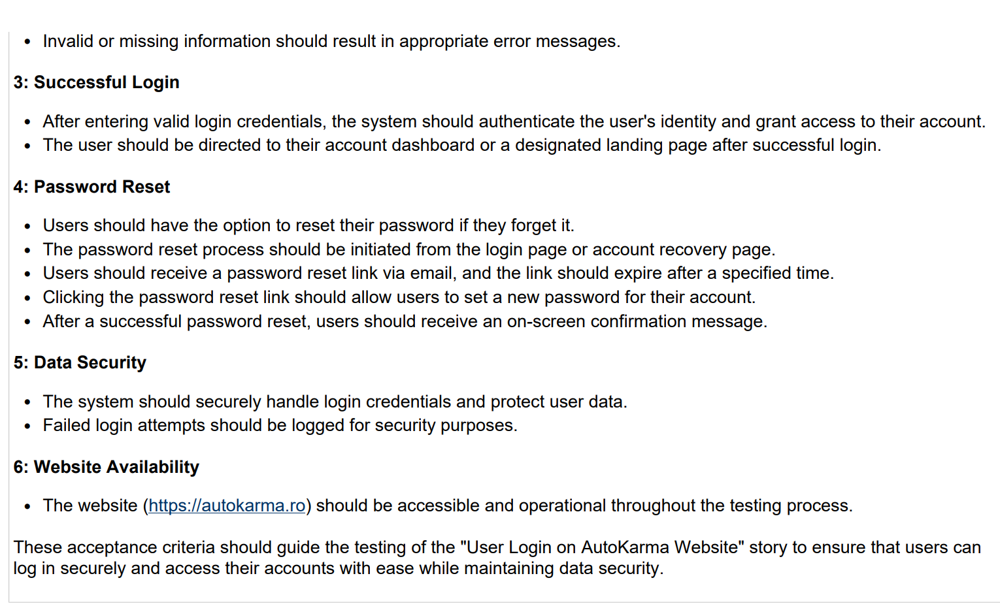 • Invalid or missing information should result in appropriate error messages.
3: Successful Login
• After entering valid login credentials, the system should authenticate the user's identity and grant access to their account.
• The user should be directed to their account dashboard or a designated landing page after successful login.
4: Password Reset
• Users should have the option to reset their password if they forget it.
• The password reset process should be initiated from the login page or account recovery page.
• Users should receive a password reset link via email, and the link should expire after a specified time.
• Clicking the password reset link should allow users to set a new password for their account.
• After a successful password reset, users should receive an on-screen confirmation message.
5: Data Security
• The system should securely handle login credentials and protect user data.
• Failed login attempts should be logged for security purposes.
6: Website Availability
• The website (https://autokarma.ro) should be accessible and operational throughout the testing process.
These acceptance criteria should guide the testing of the "User Login on AutoKarma Website" story to ensure that users can
log in securely and access their accounts with ease while maintaining data security.